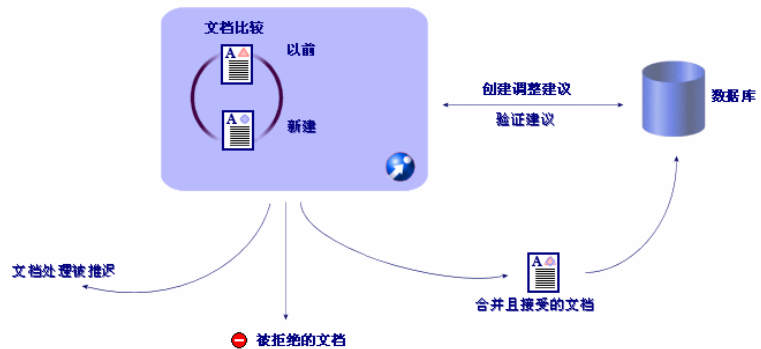 文档比较
以前
新建
创建调整建议
验证建议
数据库
文档处理被推迟
合并且接受的文档
被拒绝的文档